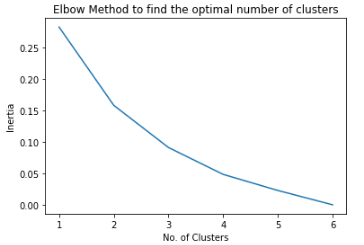 Elbow Method to find the optimal number of clusters
0.25
0.20
0.15
0.10
0.05
0.00
Inertia
1 2 3 4 5 6
No. of Clusters